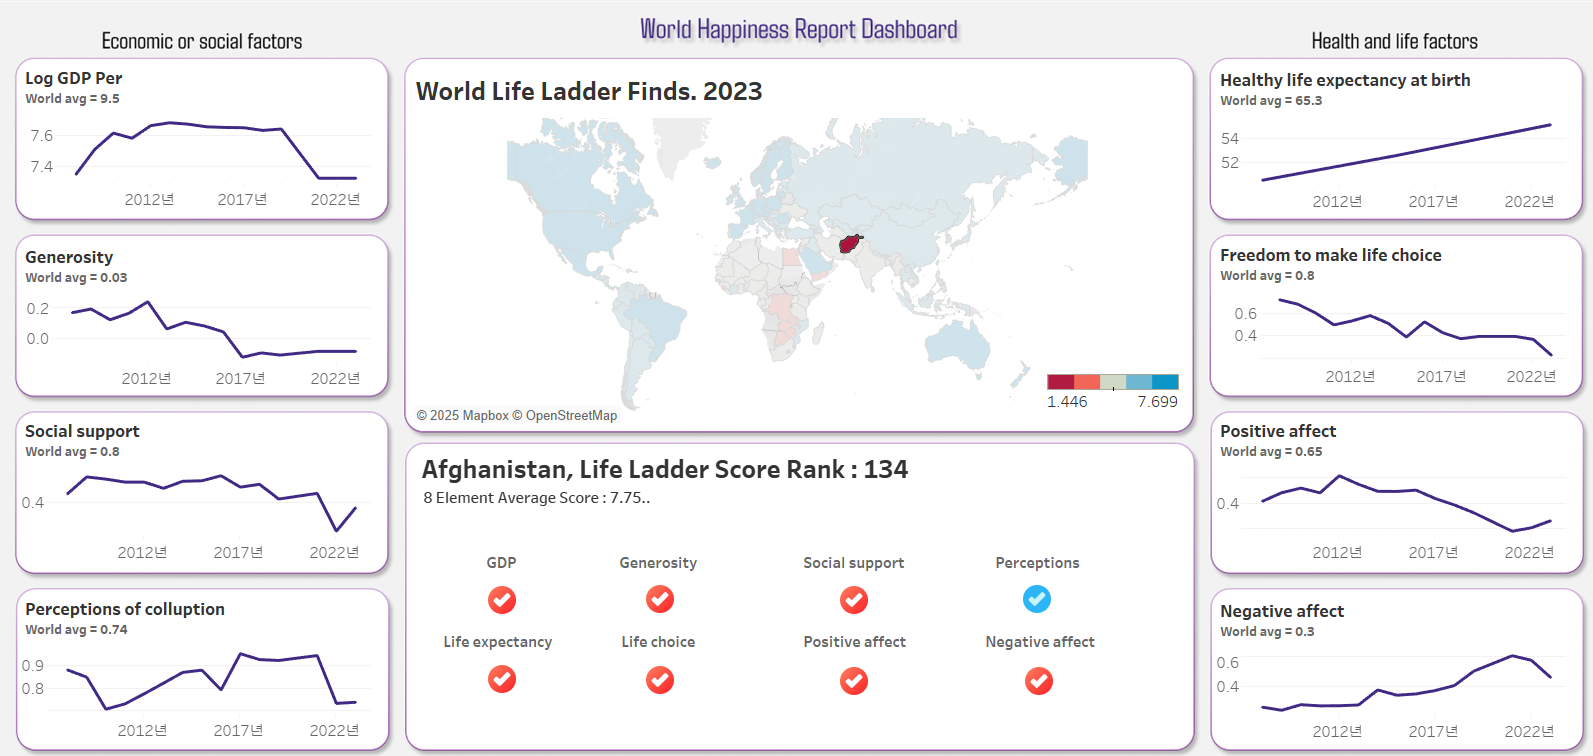 World Happiness Report Dashboard
Economic or social factors
Log GDP Per
World avg = 9.5
7.6
7.4
2012년 2017년 2022년
Generosity
World avg = 0.03
0.2
0.0
2012년 2017년 2022년
Social support
World avg = 0.8
0.4
2012년 2017년 2022년
Perceptions of colluption
World avg = 0.74
0.9
0.8
2012년 2017년 2022년
World Life Ladder Finds. 2023
1.446 7.699
© 2025 Mapbox © OpenStreetMap
Afghanistan, Life Ladder Score Rank : 134
8 Element Average Score : 7.75..
GDP Generosity Social support Perceptions
Life expectancy Life choice Positive affect Negative affect
Health and life factors
Healthy life expectancy at birth
World avg = 65.3
54
52
2012년 2017년 2022년
Freedom to make life choice
World avg = 0.8
0.6
0.4
2012년 2017년 2022년
Positive affect
World avg = 0.65
0.4
2012년 2017년 2022년
Negative affect
World avg = 0.3
0.6
0.4
2012년 2017년 2022년